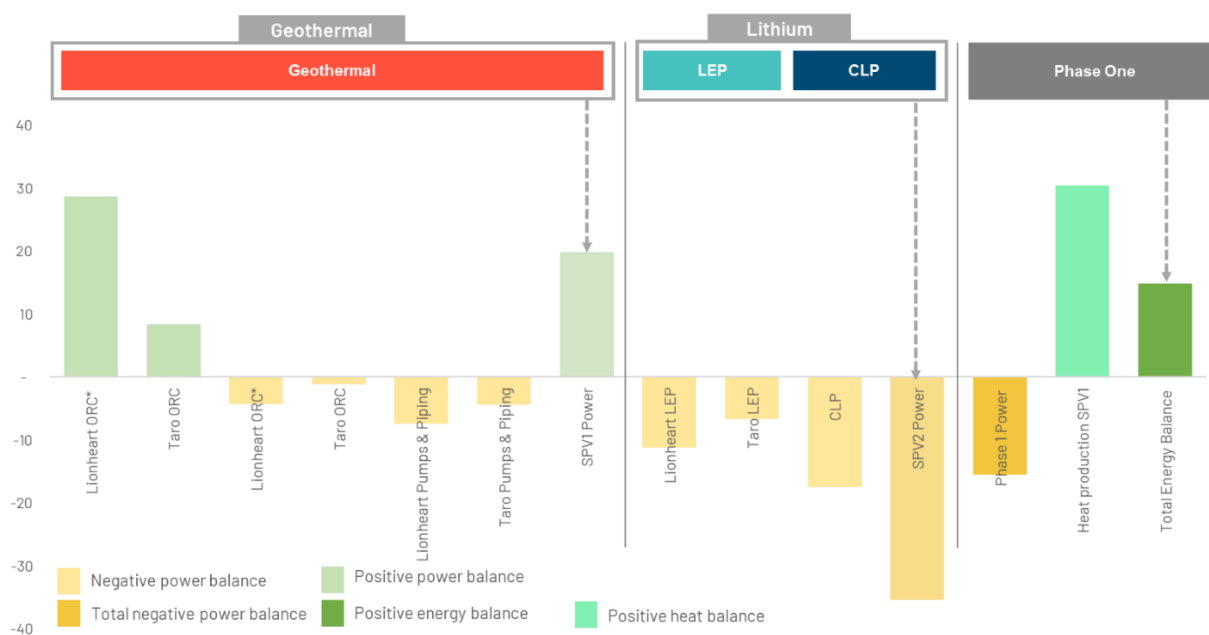 Geothermal
Lithium
Geothermal
LEP
CLP
Phase One
40
30
20
10
-
-10
-20
-30
-40
Lionheart ORC*
Taro ORC
Lionheart ORC*
Taro ORC
Lionheart Pumps & Piping
Taro Pumps & Piping
SPV1 Power
Lionheart LEP
Taro LEP
CLP
SPV2 Power
Phase 1 Power
Heat production SPV1
Total Energy Balance
Negative power balance
Positive power balance
Total negative power balance
Positive energy balance
Positive heat balance